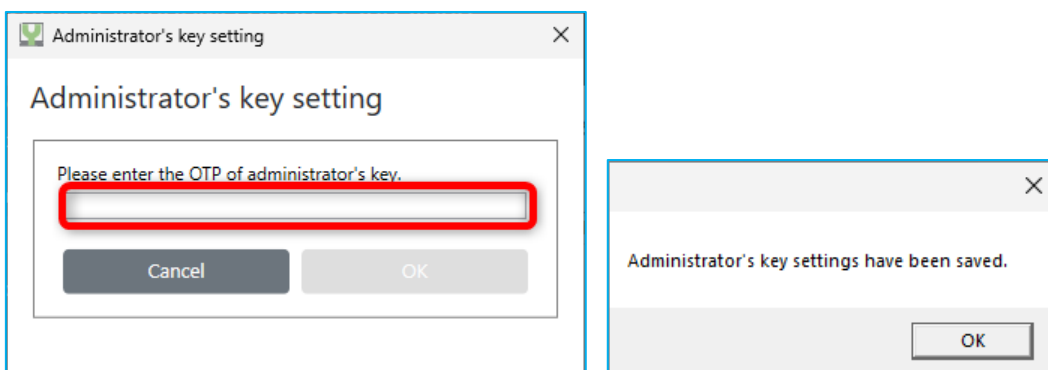 Administrator's key setting
Administrator's key setting
Please enter the OTP of administrator's key.
Cancel
OK
Administrator's key settings have been saved.
OK